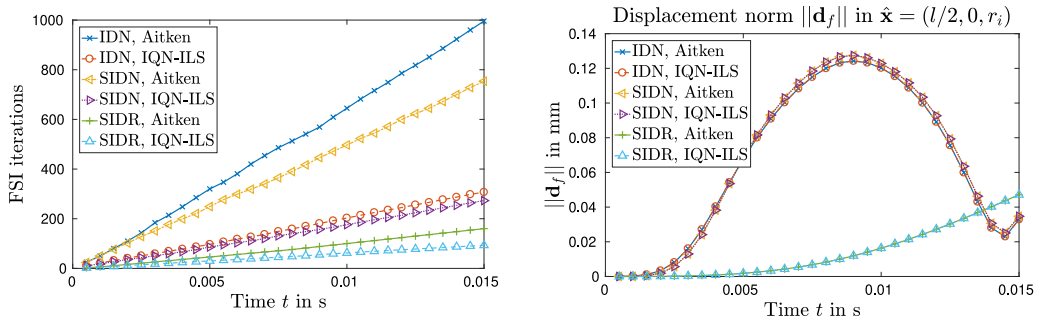 1000
800
600
400
200
0
FSI iterations
0
0.005
0.01
0.015
Time t in s
IDN, Aitken
IDN, IQN-ILS
SIDN, Aitken
SIDN, IQN-ILS
SIDR, Aitken
SIDR, IQN-ILS
Displacement norm ||d_f|| in x̂ = (l/2, 0, r_i)
0.14
0.12
0.1
0.08
0.06
0.04
0.02
0
||d_f|| in mm
0
0.005
0.01
0.015
Time t in s
IDN, Aitken
IDN, IQN-ILS
SIDN, Aitken
SIDN, IQN-ILS
SIDR, Aitken
SIDR, IQN-ILS